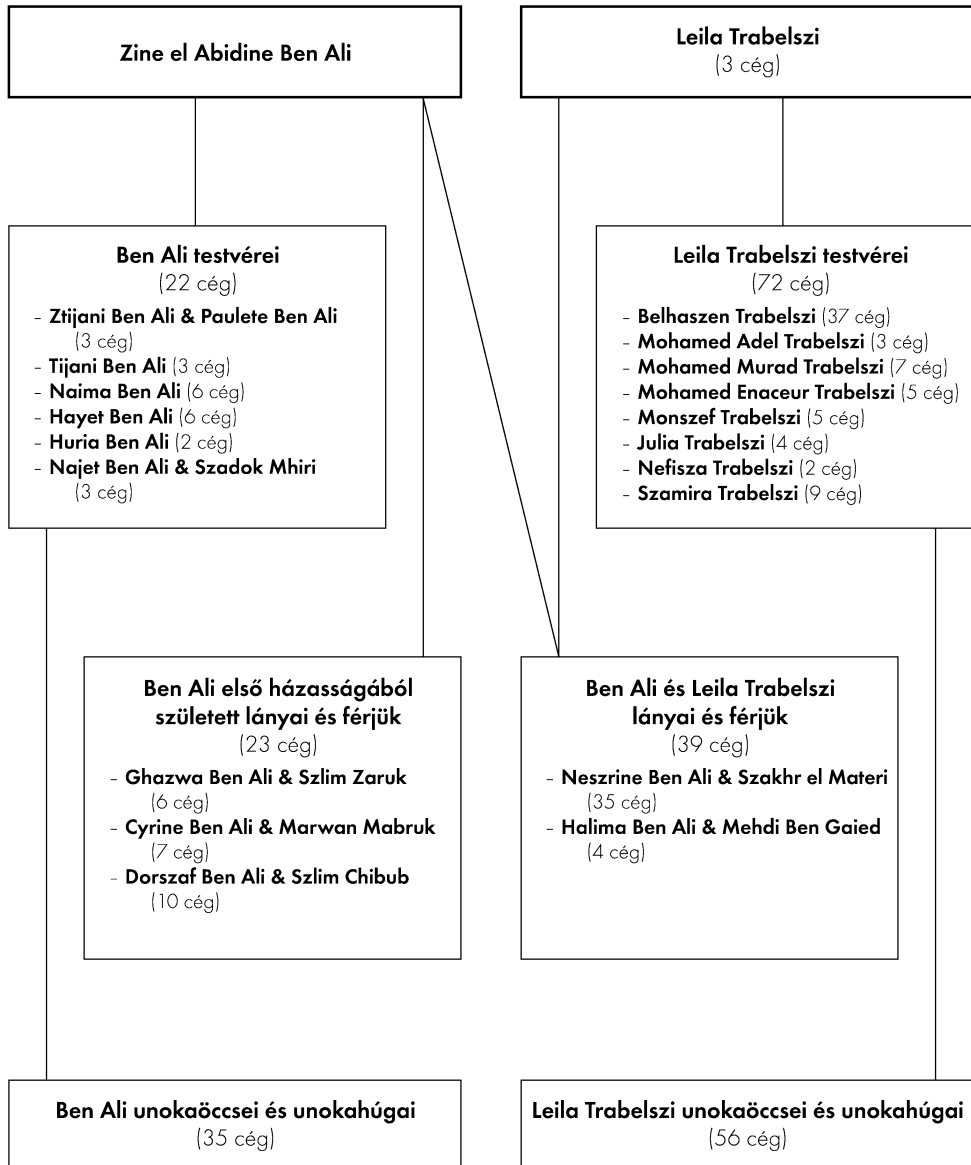 Zine el Abidine Ben Ali
Leila Trabelszi
(3 cég)
Ben Ali testvérei
(22 cég)
- Ztijani Ben Ali & Paulete Ben Ali
(3 cég)
- Tijani Ben Ali (3 cég)
- Naima Ben Ali (6 cég)
- Hayet Ben Ali (6 cég)
- Huria Ben Ali (2 cég)
- Najet Ben Ali & Szadok Mhiri
(3 cég)
Leila Trabelszi testvérei
(72 cég)
- Belhaszen Trabelszi (37 cég)
- Mohamed Adel Trabelszi (3 cég)
- Mohamed Murad Trabelszi (7 cég)
- Mohamed Enaceur Trabelszi (5 cég)
- Monszef Trabelszi (5 cég)
- Julia Trabelszi (4 cég)
- Nefisza Trabelszi (2 cég)
- Szamira Trabelszi (9 cég)
Ben Ali első házasságából
született lányai és férjük
(23 cég)
- Ghazwa Ben Ali & Szlim Zaruk
(6 cég)
- Cyrine Ben Ali & Marwan Mabruk
(7 cég)
- Dorszaf Ben Ali & Szlim Chibub
(10 cég)
Ben Ali és Leila Trabelszi
lányai és férjük
(39 cég)
- Neszrine Ben Ali & Szakhr el Materi
(35 cég)
- Halima Ben Ali & Mehdi Ben Gaied
(4 cég)
Ben Ali unokaöccsei és unokahúgai
(35 cég)
Leila Trabelszi unokaöccsei és unokahúgai
(56 cég)